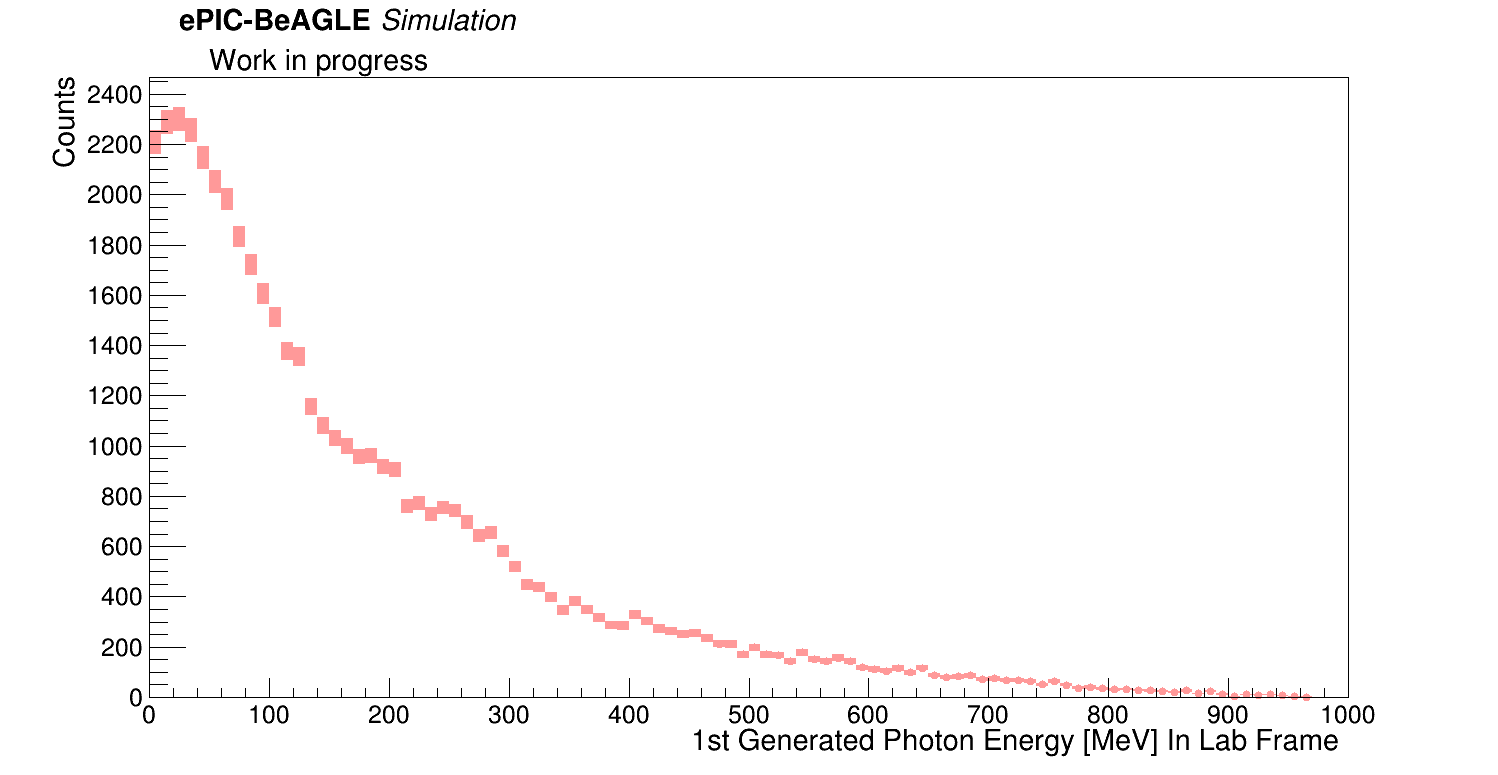 ePIC-BeAGLE Simulation
Work in progress
Counts
2400
2200
2000
1800
1600
1400
1200
1000
800
600
400
200
0
0 100 200 300 400 500 600 700 800 900 1000
1st Generated Photon Energy [MeV] In Lab Frame